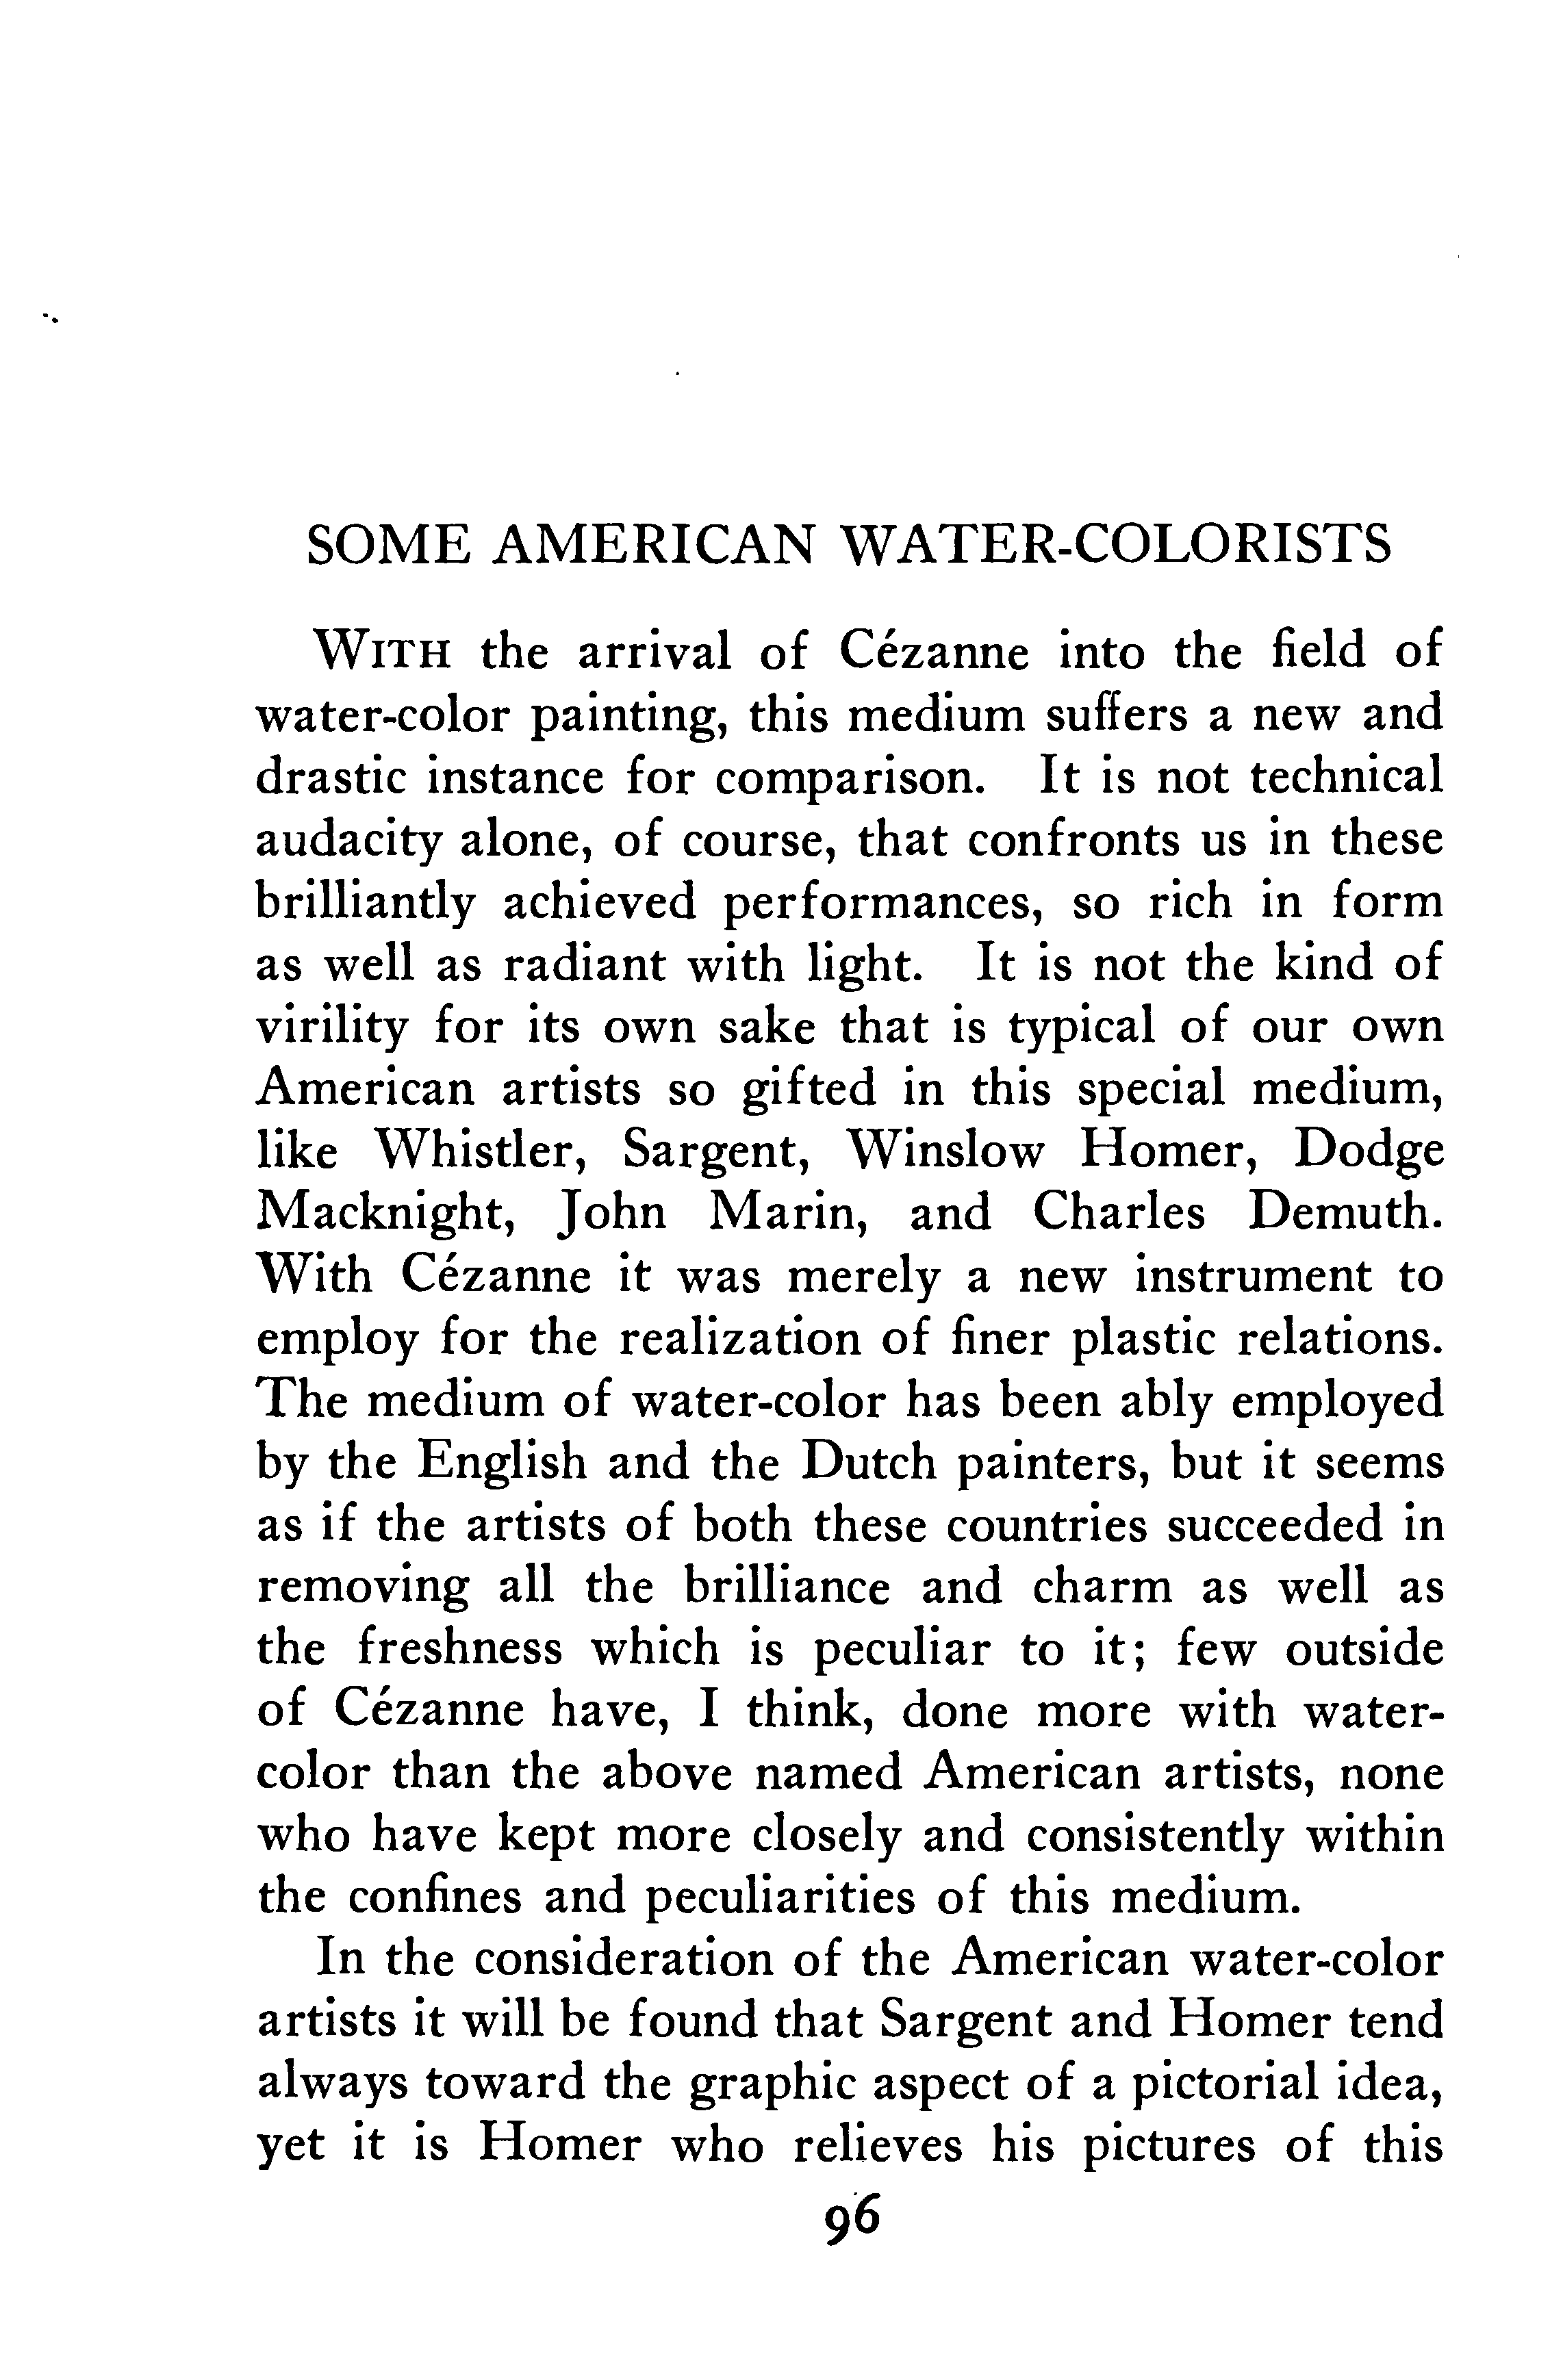 SOME AMERICAN WATER-COLORISTS
WITH the arrival of Cézanne into the field of
water-color painting, this medium suffers a new and
drastic instance for comparison. It is not technical
audacity alone, of course, that confronts us in these
brilliantly achieved performances, so rich in form
as well as radiant with light. It is not the kind of
virility for its own sake that is typical of our own
American artists so gifted in this special medium,
like Whistler, Sargent, Winslow Homer, Dodge
Macknight, John Marin, and Charles Demuth.
With Cézanne it was merely a new instrument to
employ for the realization of finer plastic relations.
The medium of water-color has been ably employed
by the English and the Dutch painters, but it seems
as if the artists of both these countries succeeded in
removing all the brilliance and charm as well as
the freshness which is peculiar to it; few outside
of Cézanne have, I think, done more with water-
color than the above named American artists, none
who have kept more closely and consistently within
the confines and peculiarities of this medium.
In the consideration of the American water-color
artists it will be found that Sargent and Homer tend
always toward the graphic aspect of a pictorial idea,
yet it is Homer who relieves his pictures of this
96